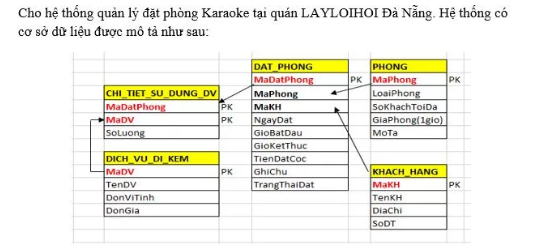 Cho hệ thống quản lý đặt phòng Karaoke tại quán LAYLOIHOI Đà Nẵng. Hệ thống có
cơ sở dữ liệu được mô tả như sau:
CHI_TIET_SU_DUNG_DV
MaDatPhong PK
MaDV PK
SoLuong
DICH_VU_DI_KEM
MaDV PK
TenDV
DonViTinh
DonGia
DAT_PHONG
MaDatPhong PK
MaPhong
MaKH
NgayDat
GioBatDau
GioKetThuc
TienDatCoc
GhiChu
TrangThaiDat
PHONG
MaPhong PK
LoaiPhong
SoKhachToiDa
GiaPhong(1gio)
MoTa
KHACH_HANG
MaKH PK
TenKH
DiaChi
SoDT